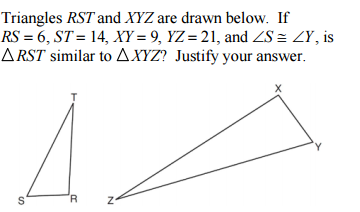 Triangles RST and XYZ are drawn below. If
RS = 6, ST = 14, XY = 9, YZ = 21, and ∠S ≅ ∠Y, is
△RST similar to △XYZ? Justify your answer.
X
T
Y
S
R
Z